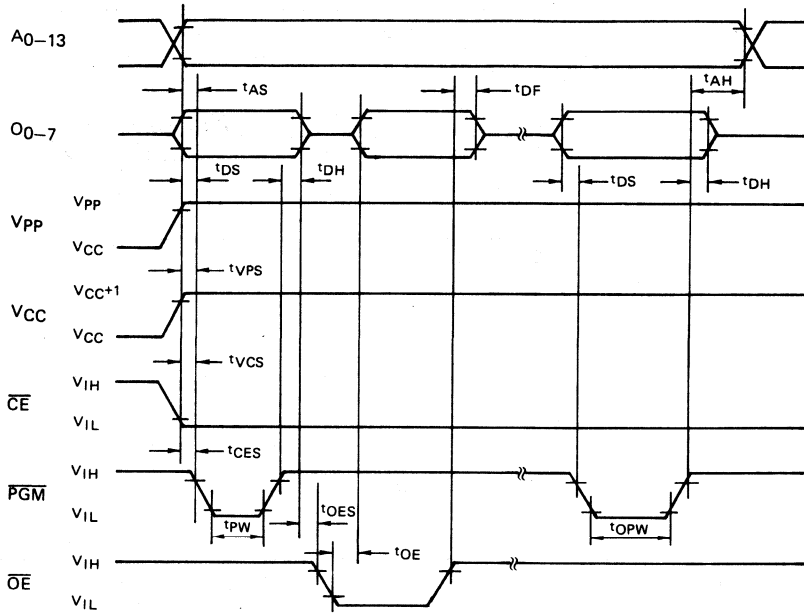 A0–13
tAS
tDF
tAH
O0–7
tDS
tDH
tDS
tDH
VPP
VPP
VCC
tVPS
VCC+1
VCC
VCC
tVCS
VIH
CE
VIL
tCES
VIH
PGM
VIL
tPW
tOES
tOPW
tOE
VIH
OE
VIL